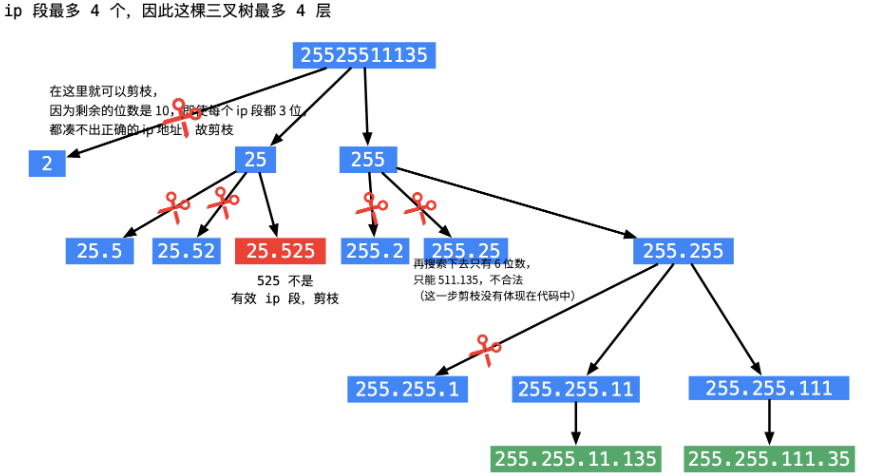 ip 段最多 4 个，因此这棵三叉树最多 4 层
25525511135
在这里就可以剪枝，
因为剩余的位数是 10，即使每个 ip 段都 3 位，
都凑不出正确的 ip 地址，故剪枝
2
25
255
25.5
25.52
25.525
255.2
255.25
255.255
525 不是
有效 ip 段，剪枝
再搜索下去只有 6 位数，
只能 511.135，不合法
（这一步剪枝没有体现在代码中）
255.255.1
255.255.11
255.255.111
255.255.11.135
255.255.111.35